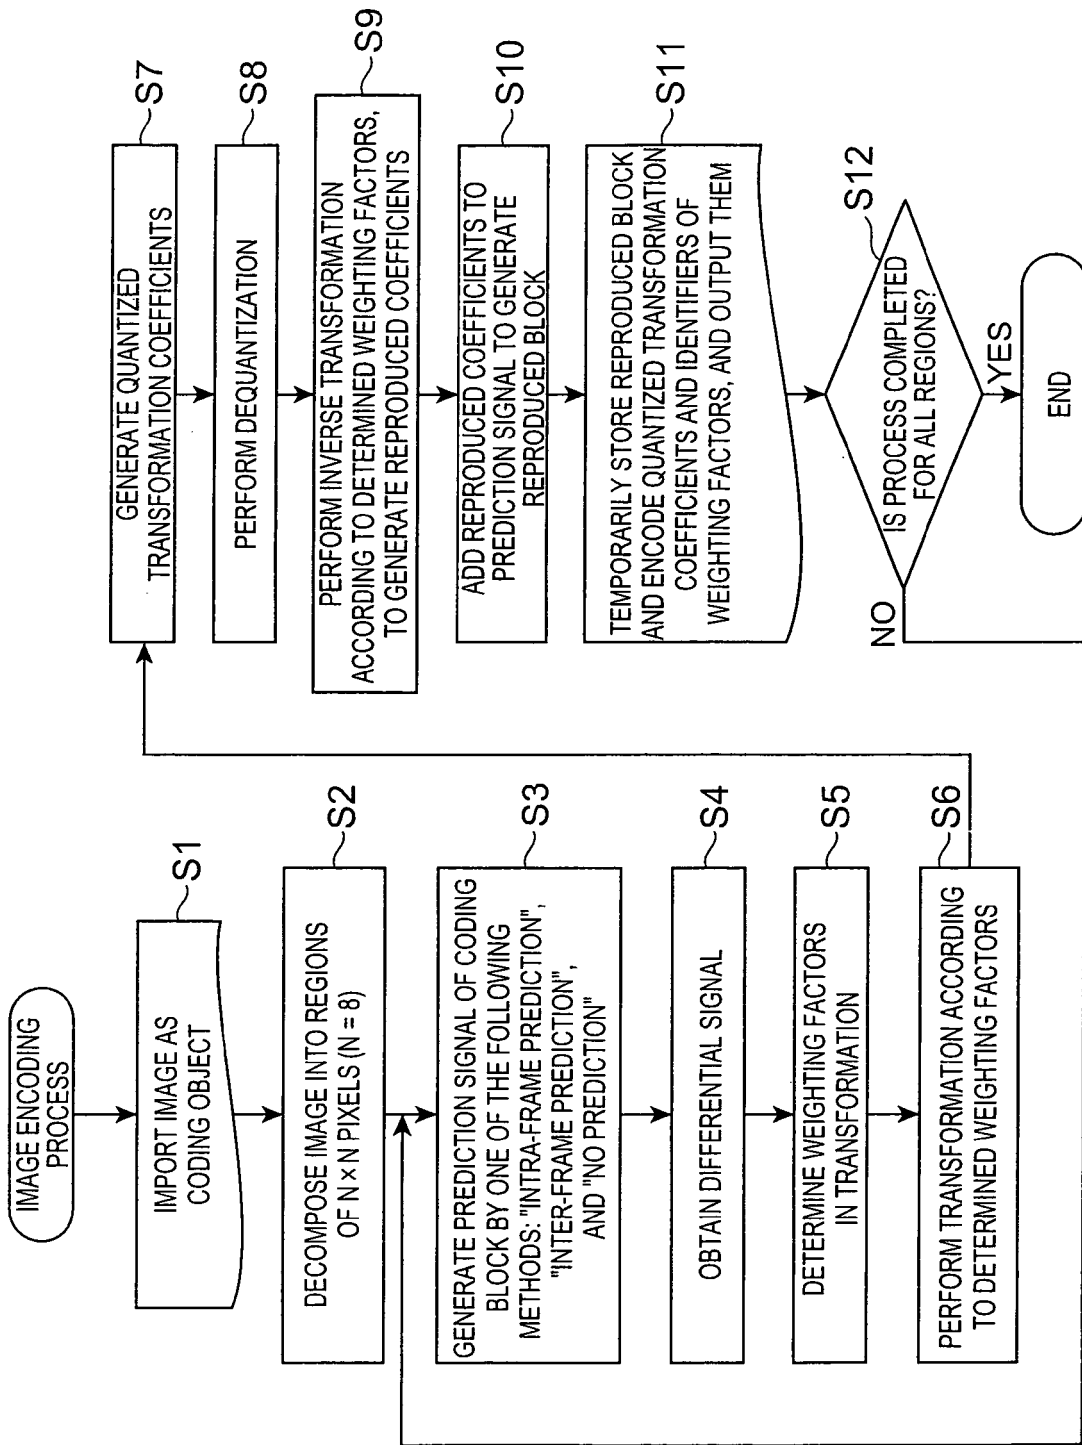 IMAGE ENCODING
PROCESS
IMPORT IMAGE AS
CODING OBJECT
S1
DECOMPOSE IMAGE INTO REGIONS
OF N × N PIXELS (N = 8)
S2
GENERATE PREDICTION SIGNAL OF CODING
BLOCK BY ONE OF THE FOLLOWING
METHODS: "INTRA-FRAME PREDICTION",
"INTER-FRAME PREDICTION",
AND "NO PREDICTION"
S3
OBTAIN DIFFERENTIAL SIGNAL
S4
DETERMINE WEIGHTING FACTORS
IN TRANSFORMATION
S5
PERFORM TRANSFORMATION ACCORDING
TO DETERMINED WEIGHTING FACTORS
S6
GENERATE QUANTIZED
TRANSFORMATION COEFFICIENTS
S7
PERFORM DEQUANTIZATION
S8
PERFORM INVERSE TRANSFORMATION
ACCORDING TO DETERMINED WEIGHTING FACTORS,
TO GENERATE REPRODUCED COEFFICIENTS
S9
ADD REPRODUCED COEFFICIENTS TO
PREDICTION SIGNAL TO GENERATE
REPRODUCED BLOCK
S10
TEMPORARILY STORE REPRODUCED BLOCK
AND ENCODE QUANTIZED TRANSFORMATION
COEFFICIENTS AND IDENTIFIERS OF
WEIGHTING FACTORS, AND OUTPUT THEM
S11
IS PROCESS COMPLETED
FOR ALL REGIONS?
S12
NO
YES
END